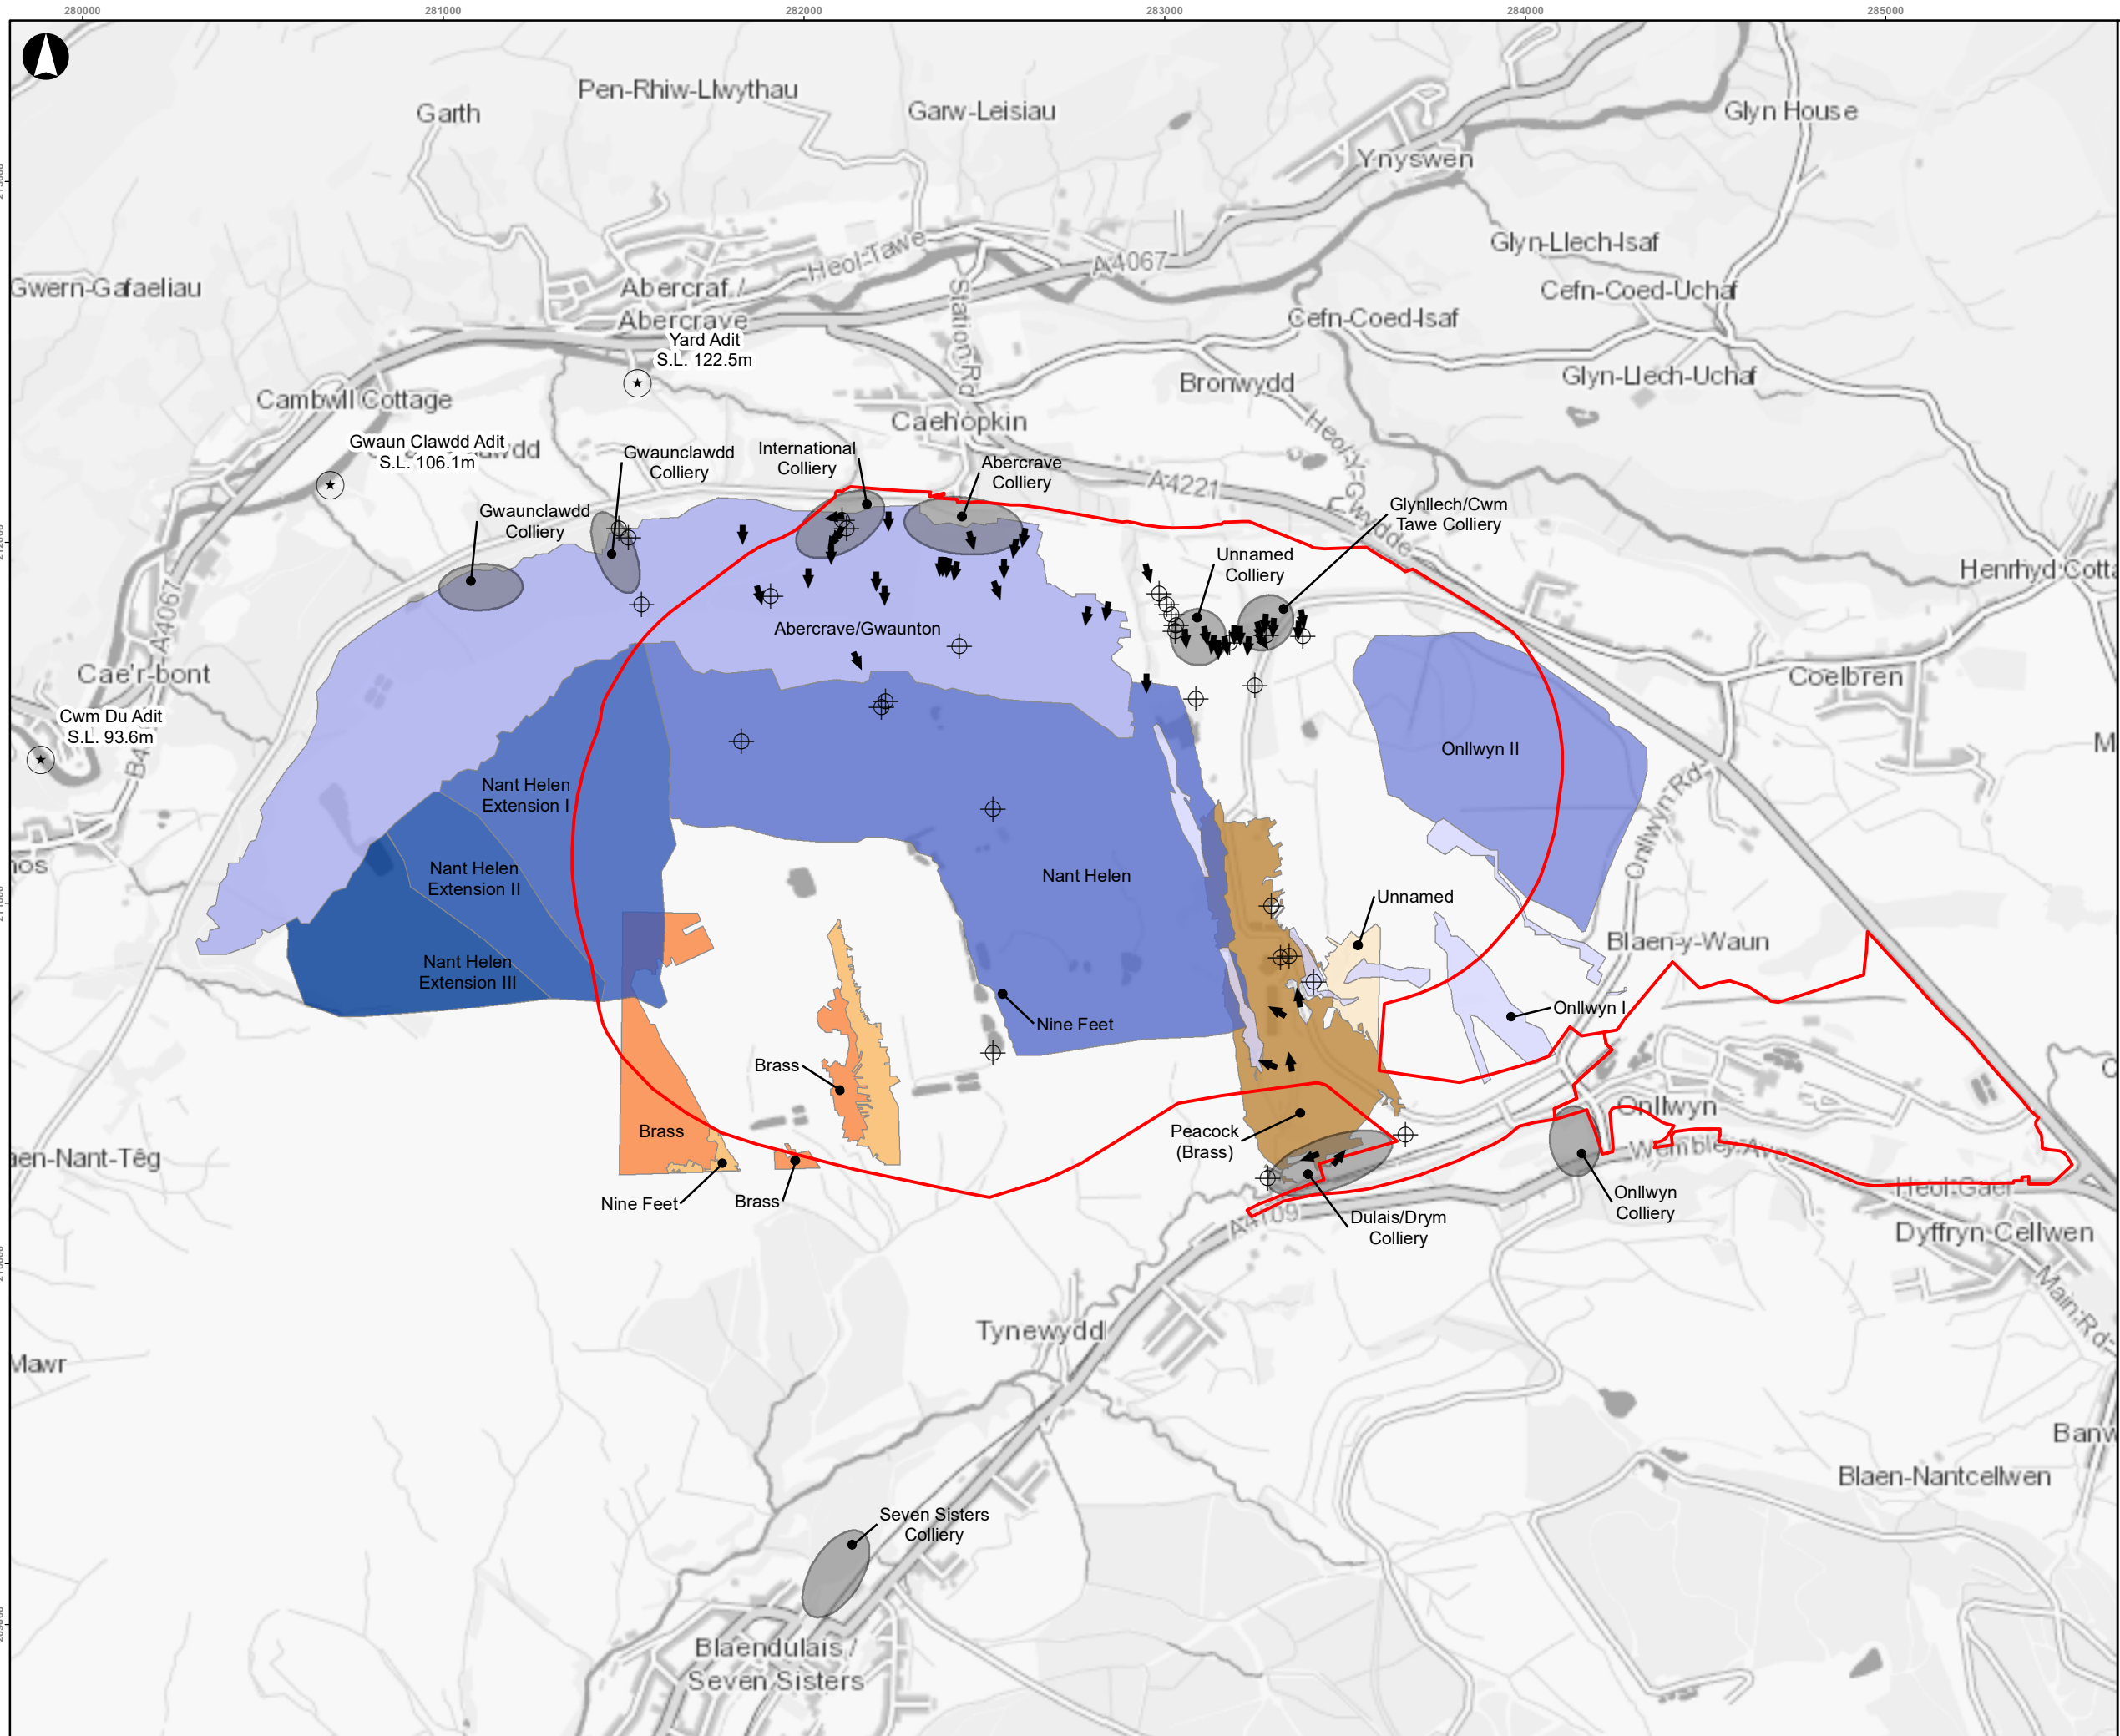 280000
281000
282000
283000
284000
285000
Pen-Rhiw-Llwythau
Garth
Garw-Leisiau
Glyn House
Ynyswen
Heol-Tawe
A4067
Glyn-Llech-Isaf
Gwern-Gafaeliau
Abercraf /
Abercrave
Station Rd
Cefn-Coed-Uchaf
Cefn-Coed-Isaf
Yard Adit
S.L. 122.5m
Cambwll Cottage
Bronwydd
Glyn-Llech-Uchaf
Caehopkin
Heol-Y-Gwydde
Gwaun Clawdd Adit
S.L. 106.1m
Gwaunclawdd
Colliery
International
Colliery
Abercrave
Colliery
A4221
Gwaunclawdd
Colliery
Glynllech/Cwm
Tawe Colliery
Unnamed
Colliery
A4067
Abercrave/Gwaunton
Cae'r-bont
Coelbren
Cwm Du Adit
S.L. 93.6m
Onllwyn II
Nant Helen
Extension I
Onllwyn Rd
Nant Helen
Extension II
Nant Helen
Unnamed
Blaen-y-Waun
Nant Helen
Extension III
Onllwyn I
Nine Feet
Brass
Onllwyn
Brass
Peacock
(Brass)
Wembley Ave
Heol Gaer
Nine Feet
Brass
A4109
Dulais/Drym
Colliery
Onllwyn
Colliery
Dyffryn Cellwen
Main Rd
Tynewydd
Blaen-Nantcellwen
Seven Sisters
Colliery
Blaendulais /
Seven Sisters